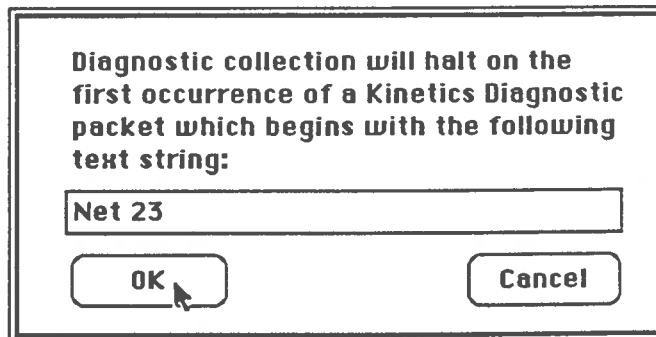 Diagnostic collection will halt on the
first occurrence of a Kinetics Diagnostic
packet which begins with the following
text string:
Net 23
OK
Cancel